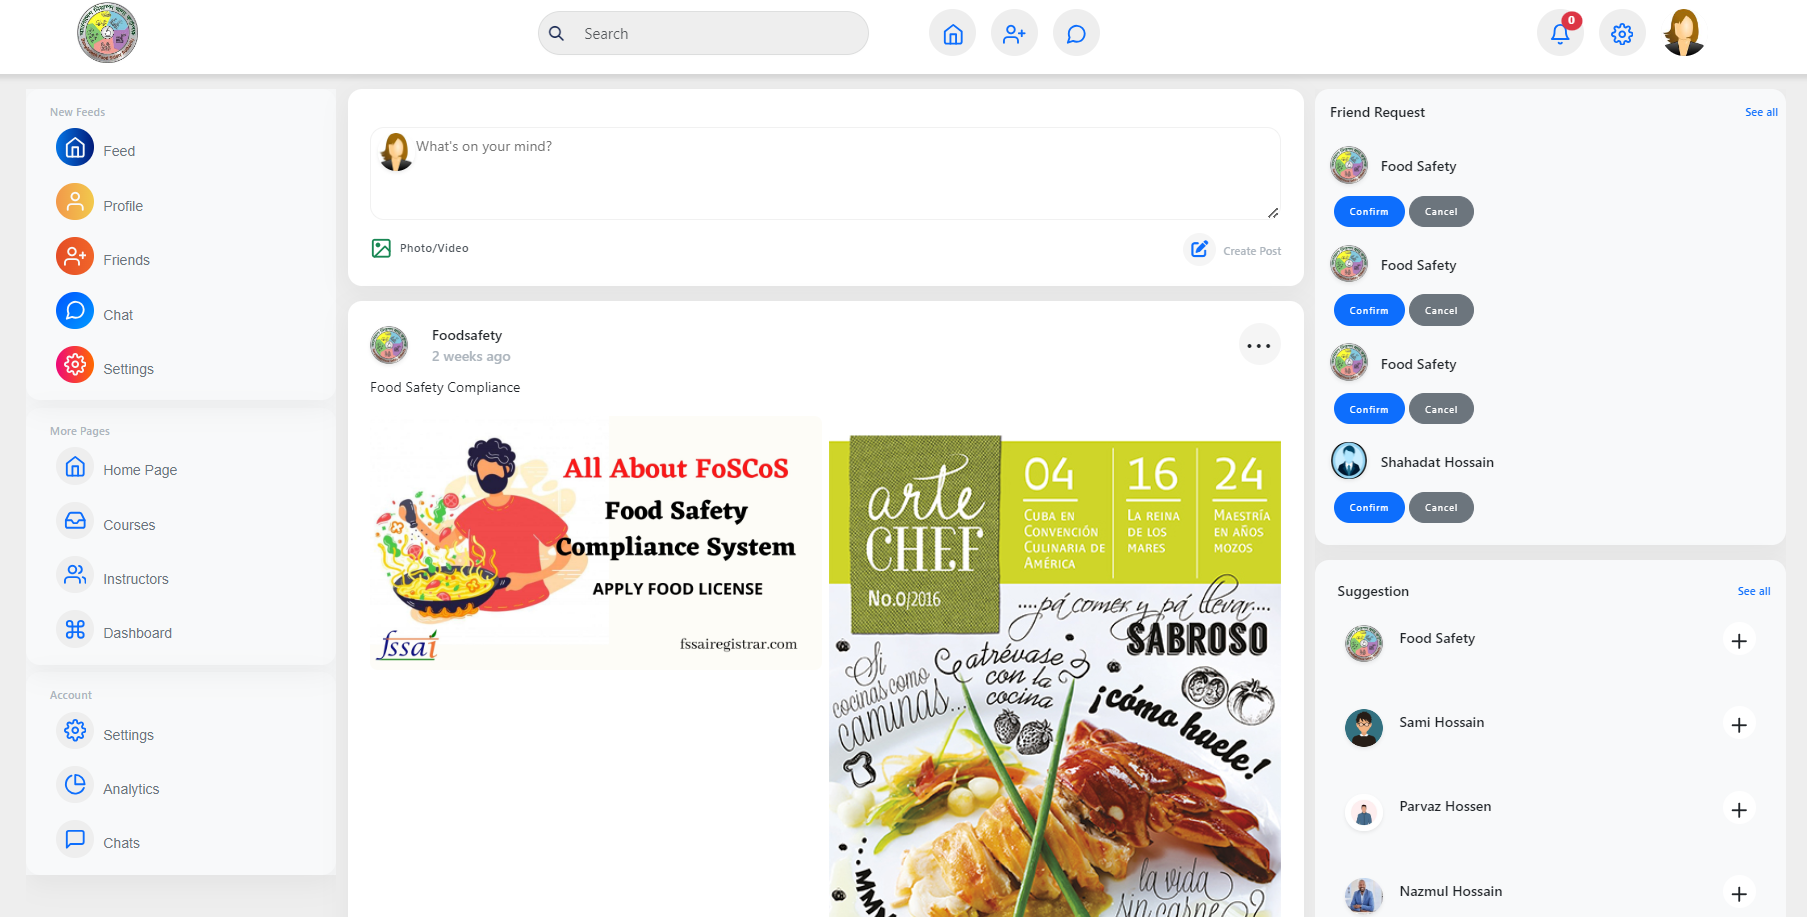 Search
0
New Feeds
Feed
Profile
Friends
Chat
Settings
More Pages
Home Page
Courses
Instructors
Dashboard
Account
Settings
Analytics
Chats
What's on your mind?
Photo/Video
Create Post
Foodsafety
2 weeks ago
Food Safety Compliance
All About FoSCoS
Food Safety
Compliance System
APPLY FOOD LICENSE
fssai
fssairegistrar.com
arte
CHEF
No.0/2016
04
CUBA EN
CONVENCIÓN
CULINARIA DE
AMÉRICA
16
LA REINA
DE LOS
MARES
24
MAESTRÍA
EN AÑOS
MOZOS
....pá comer y pá llevar....
SABROSO
Si
cocinas como
caminas...
atrévase
con la
cocina
¡cómo huele!
la vida
sin carne?
Friend Request
See all
Food Safety
Confirm
Cancel
Food Safety
Confirm
Cancel
Food Safety
Confirm
Cancel
Shahadat Hossain
Confirm
Cancel
Suggestion
See all
Food Safety
Sami Hossain
Parvaz Hossen
Nazmul Hossain